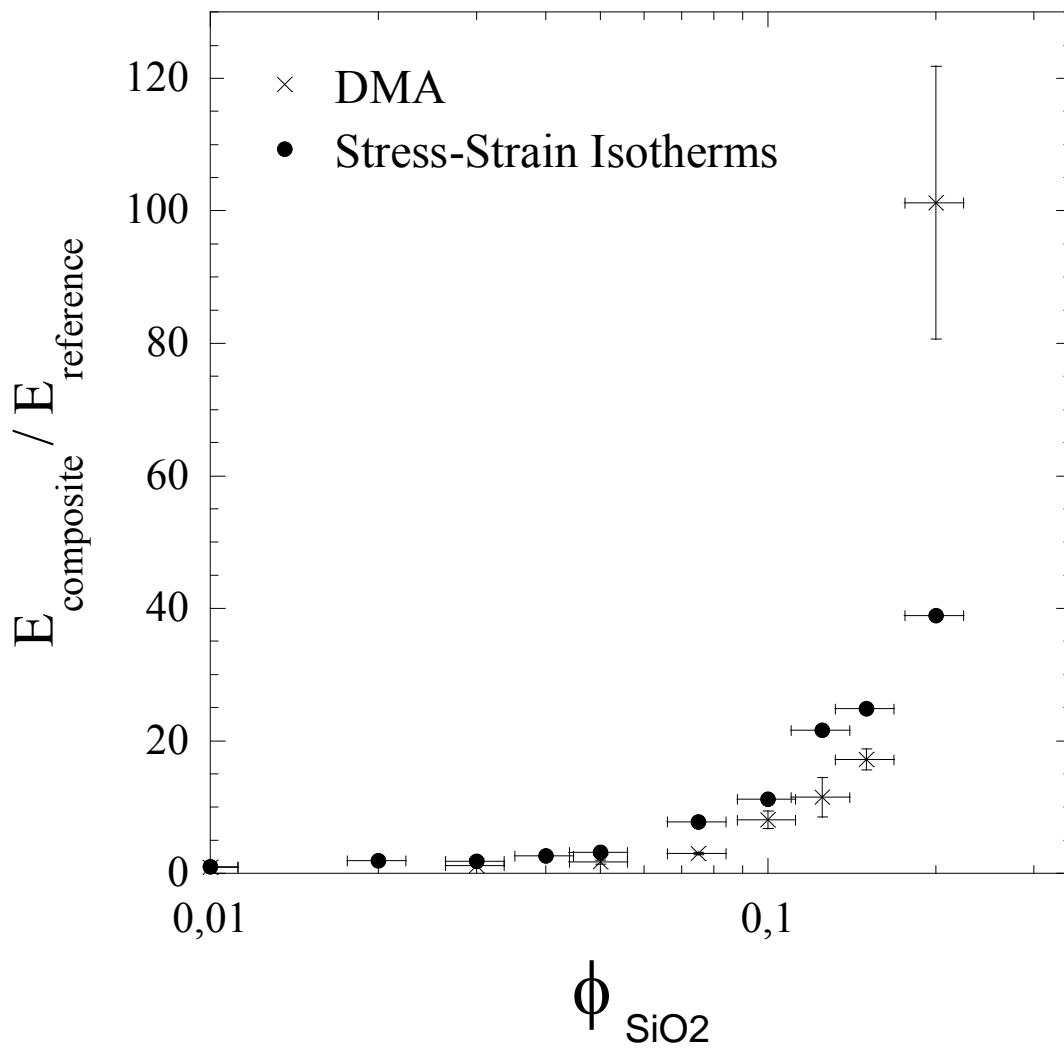 120
100
80
60
40
20
0
DMA
Stress-Strain Isotherms
E composite / E reference
0,01
0,1
ϕ SiO2